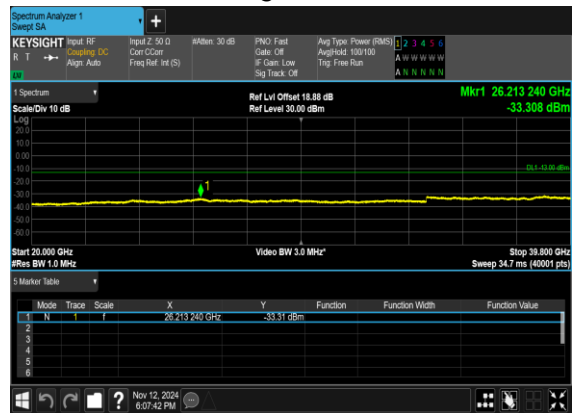 Spectrum Analyzer 1
Swept SA
KEYSIGHT Input: RF Input Z: 50 Ω #Atten: 30 dB PNO: Fast Avg Type: Power (RMS) 1 2 3 4 5 6
R T Coupling: DC Corr CCorr Gate: Off Avg|Hold: 100/100 A W W W W W
Align: Auto Freq Ref: Int (S) IF Gain: Low Trig: Free Run
LW Sig Track: Off A N N N N N
1 Spectrum Ref Lvl Offset 18.88 dB Mkr1 26.213 240 GHz
Scale/Div 10 dB Ref Level 30.00 dBm -33.308 dBm
Log
20.0
10.0
0.00
-10.0 DL1 -13.00 dBm
-20.0
-30.0 1
-40.0
-50.0
-60.0
Start 20.000 GHz Video BW 3.0 MHz* Stop 39.800 GHz
#Res BW 1.0 MHz Sweep 34.7 ms (40001 pts)
5 Marker Table
Mode Trace Scale X Y Function Function Width Function Value
1 N 1 f 26.213 240 GHz -33.31 dBm
2
3
4
5
6
? Nov 12, 2024
6:07:42 PM